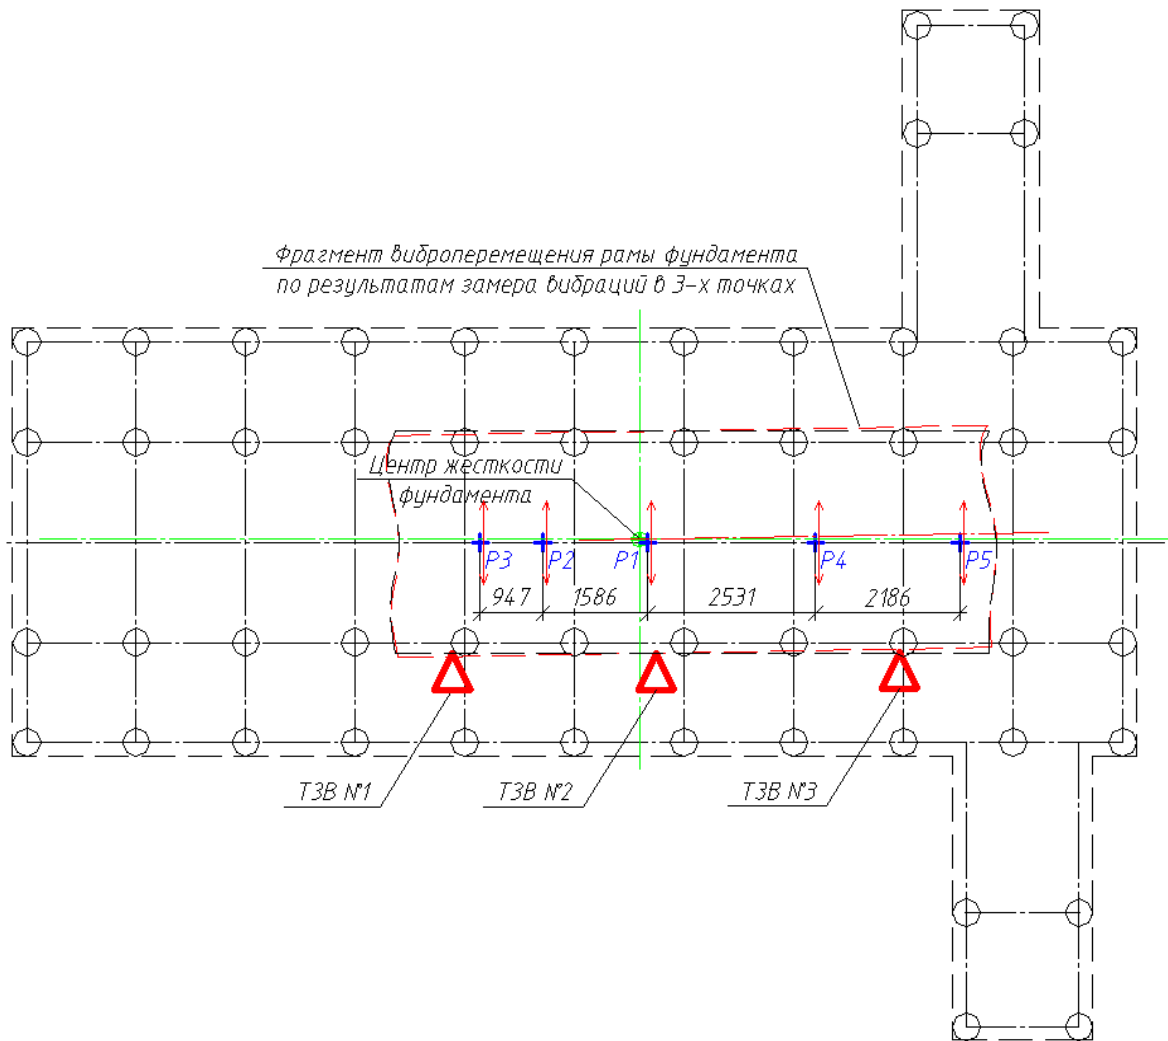 Фрагмент виброперемещения рамы фундамента
по результатам замера вибраций в 3-х точках
Центр жесткости
фундамента
P3
P2
P1
P4
P5
947
1586
2531
2186
ТЗВ №1
ТЗВ №2
ТЗВ №3